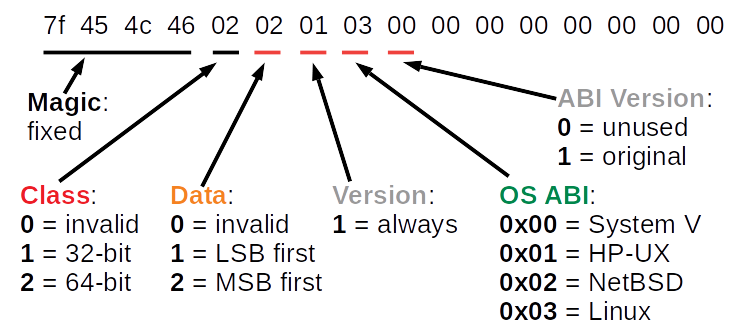 7f 45 4c 46 02 02 01 03 00 00 00 00 00 00 00 00
Magic:
fixed
ABI Version:
0 = unused
1 = original
Class:
0 = invalid
1 = 32-bit
2 = 64-bit
Data:
0 = invalid
1 = LSB first
2 = MSB first
Version:
1 = always
OS ABI:
0x00 = System V
0x01 = HP-UX
0x02 = NetBSD
0x03 = Linux